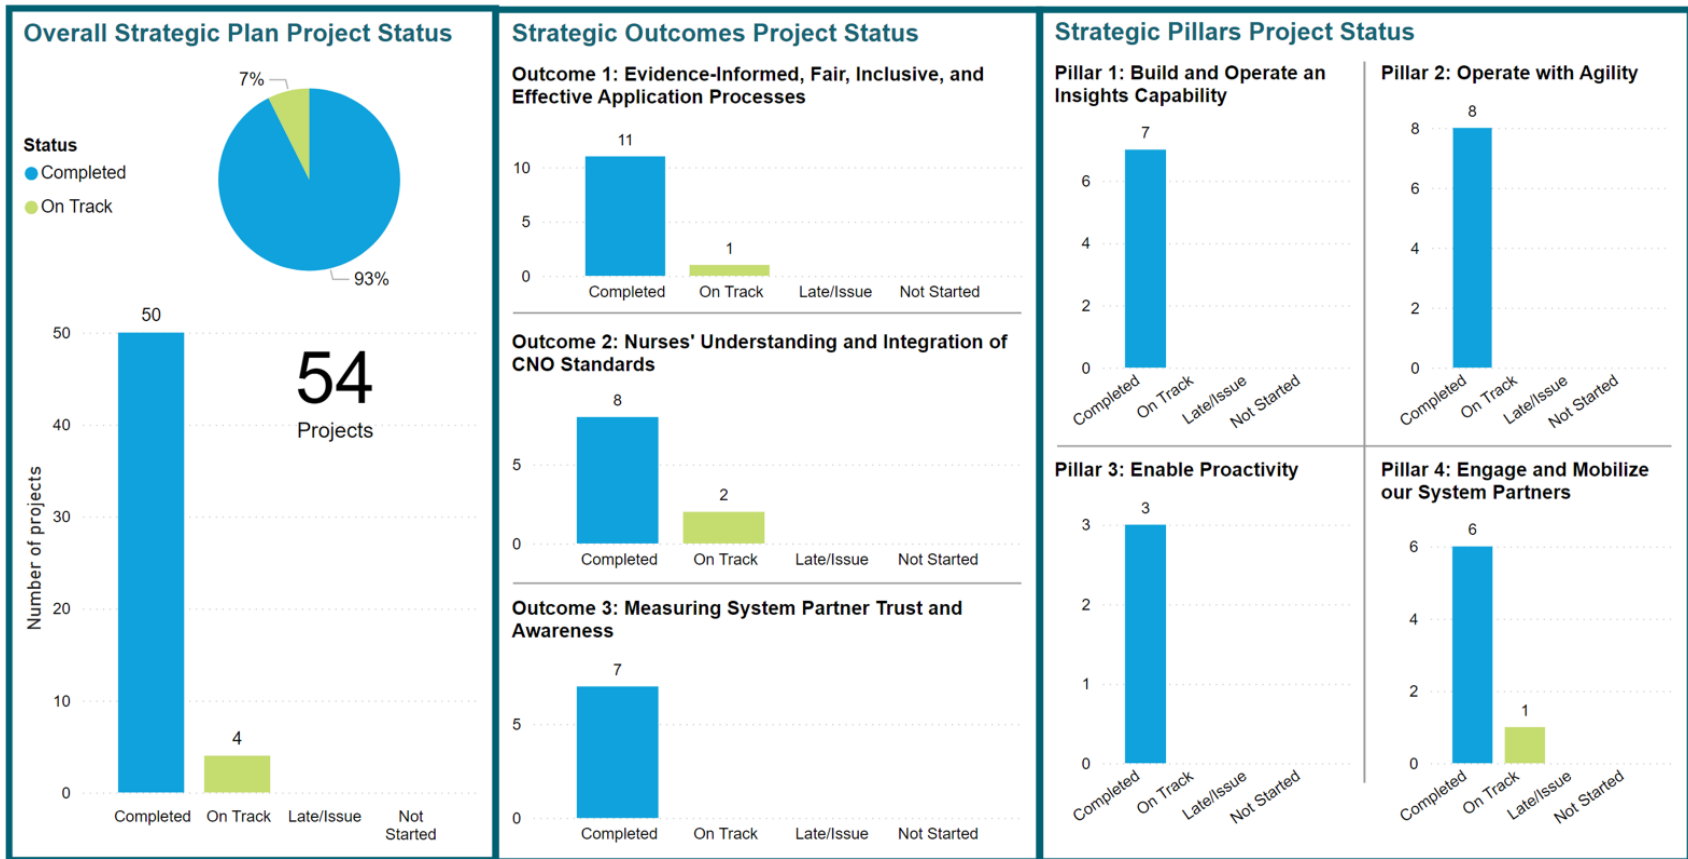 Overall Strategic Plan Project Status
7%
Status
Completed
On Track
93%
50
54
Projects
Number of projects
50
40
30
20
10
0
4
Completed
On Track
Late/Issue
Not
Started
Strategic Outcomes Project Status
Outcome 1: Evidence-Informed, Fair, Inclusive, and
Effective Application Processes
11
10
5
0
1
Completed
On Track
Late/Issue
Not Started
Outcome 2: Nurses' Understanding and Integration of
CNO Standards
8
5
2
0
Completed
On Track
Late/Issue
Not Started
Outcome 3: Measuring System Partner Trust and
Awareness
7
5
0
Completed
On Track
Late/Issue
Not Started
Strategic Pillars Project Status
Pillar 1: Build and Operate an
Insights Capability
7
6
4
2
0
Completed
On Track
Late/Issue
Not Started
Pillar 2: Operate with Agility
8
8
6
4
2
0
Completed
On Track
Late/Issue
Not Started
Pillar 3: Enable Proactivity
3
3
2
1
0
Completed
On Track
Late/Issue
Not Started
Pillar 4: Engage and Mobilize
our System Partners
6
6
4
2
0
1
Completed
On Track
Late/Issue
Not Started